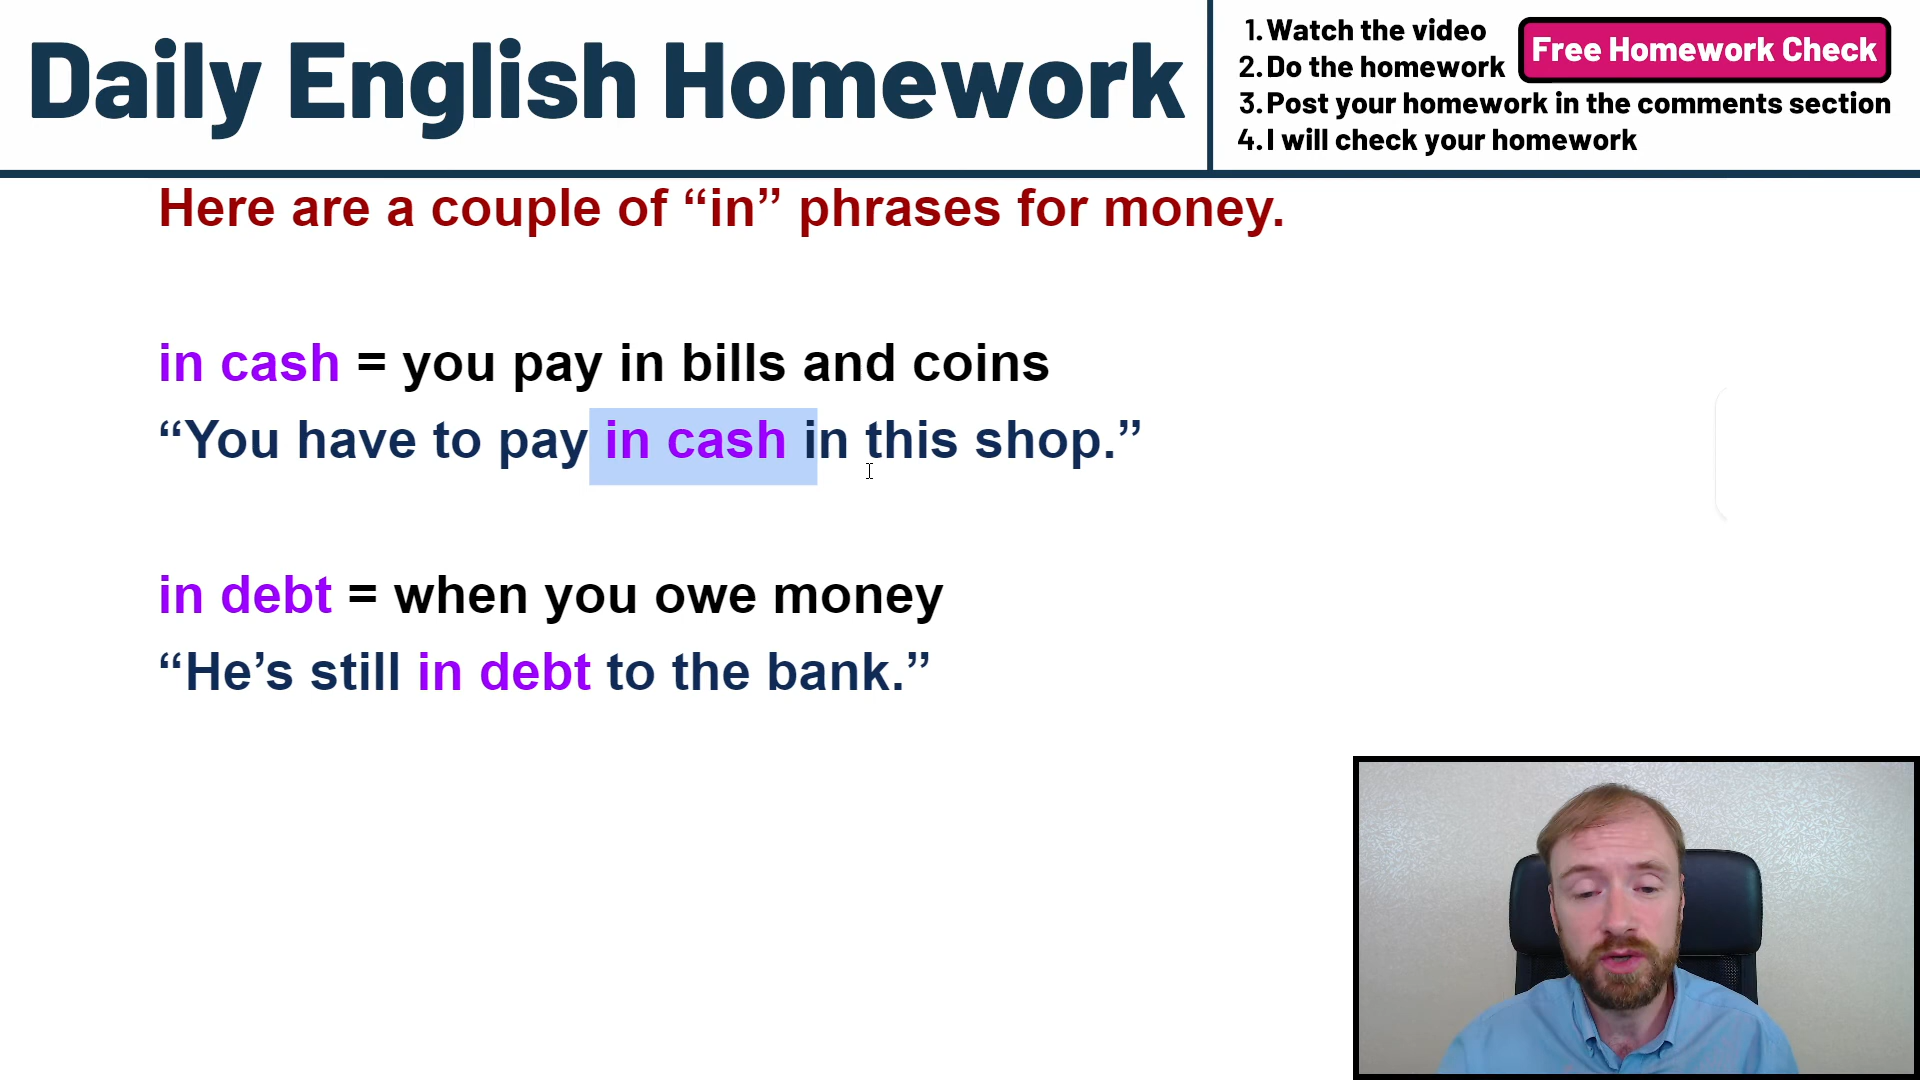 Daily English Homework
1. Watch the video
2. Do the homework
Free Homework Check
3. Post your homework in the comments section
4. I will check your homework
Here are a couple of “in” phrases for money.
in cash = you pay in bills and coins
“You have to pay in cash in this shop.”
in debt = when you owe money
“He’s still in debt to the bank.”